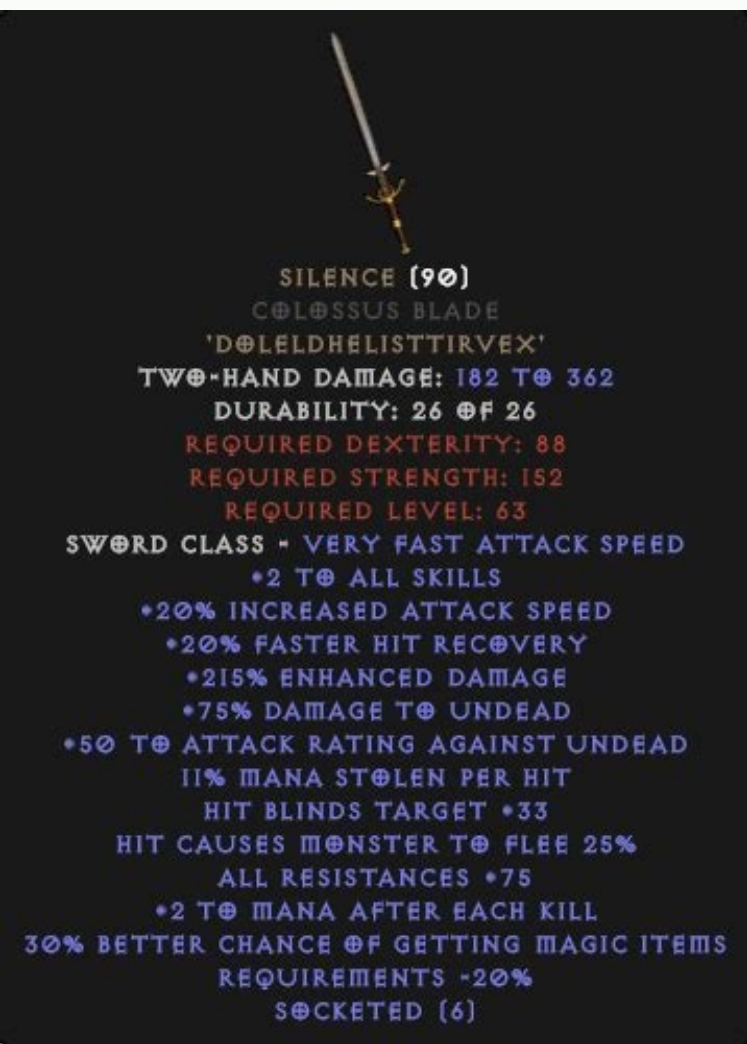 SILENCE (90)
COLOSSUS BLADE
'DOLELDHELISTTIRVEX'
TWO-HAND DAMAGE: 182 TO 362
DURABILITY: 26 OF 26
REQUIRED DEXTERITY: 88
REQUIRED STRENGTH: 152
REQUIRED LEVEL: 63
SWORD CLASS - VERY FAST ATTACK SPEED
+2 TO ALL SKILLS
+20% INCREASED ATTACK SPEED
+20% FASTER HIT RECOVERY
+215% ENHANCED DAMAGE
+75% DAMAGE TO UNDEAD
+50 TO ATTACK RATING AGAINST UNDEAD
11% MANA STOLEN PER HIT
HIT BLINDS TARGET +33
HIT CAUSES MONSTER TO FLEE 25%
ALL RESISTANCES +75
+2 TO MANA AFTER EACH KILL
30% BETTER CHANCE OF GETTING MAGIC ITEMS
REQUIREMENTS -20%
SOCKETED (6)